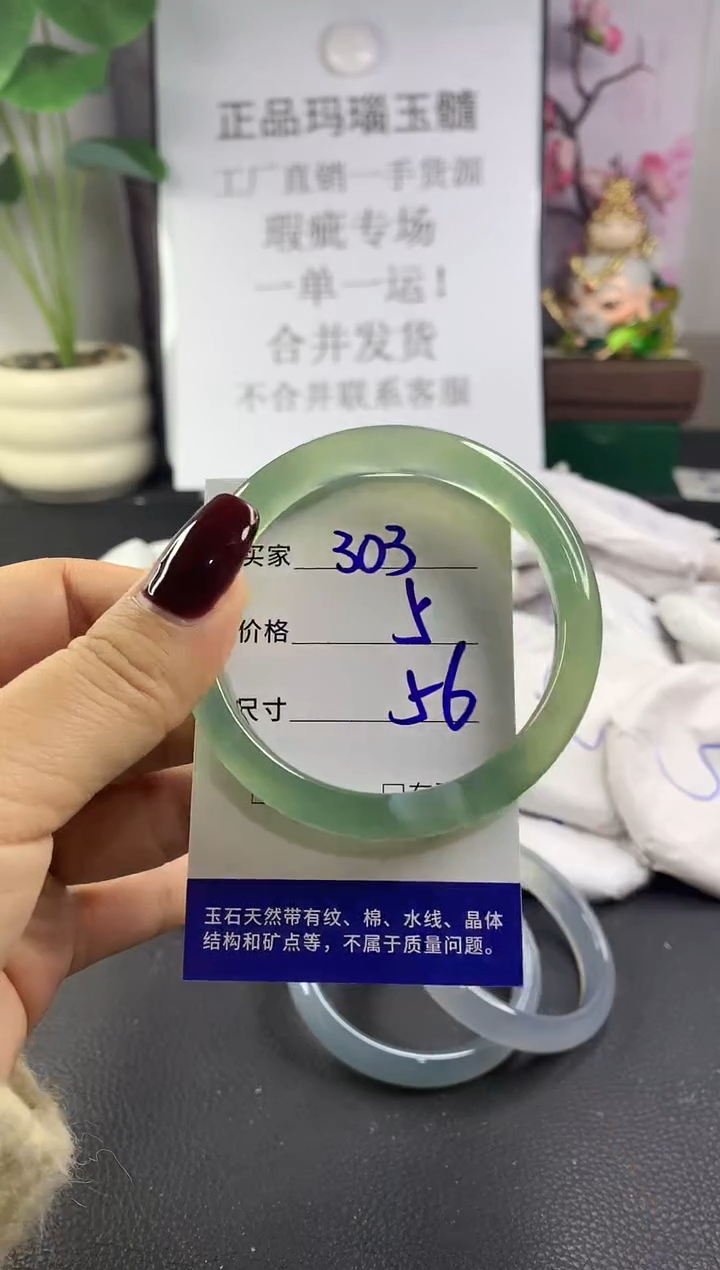 正品玛瑙玉髓
工厂直销一手货源
瑕疵专场
一单一运！
合并发货
不合并联系客服
买家 303
价格 5
尺寸 56
玉石天然带有纹、棉、水线、晶体
结构和矿点等，不属于质量问题。